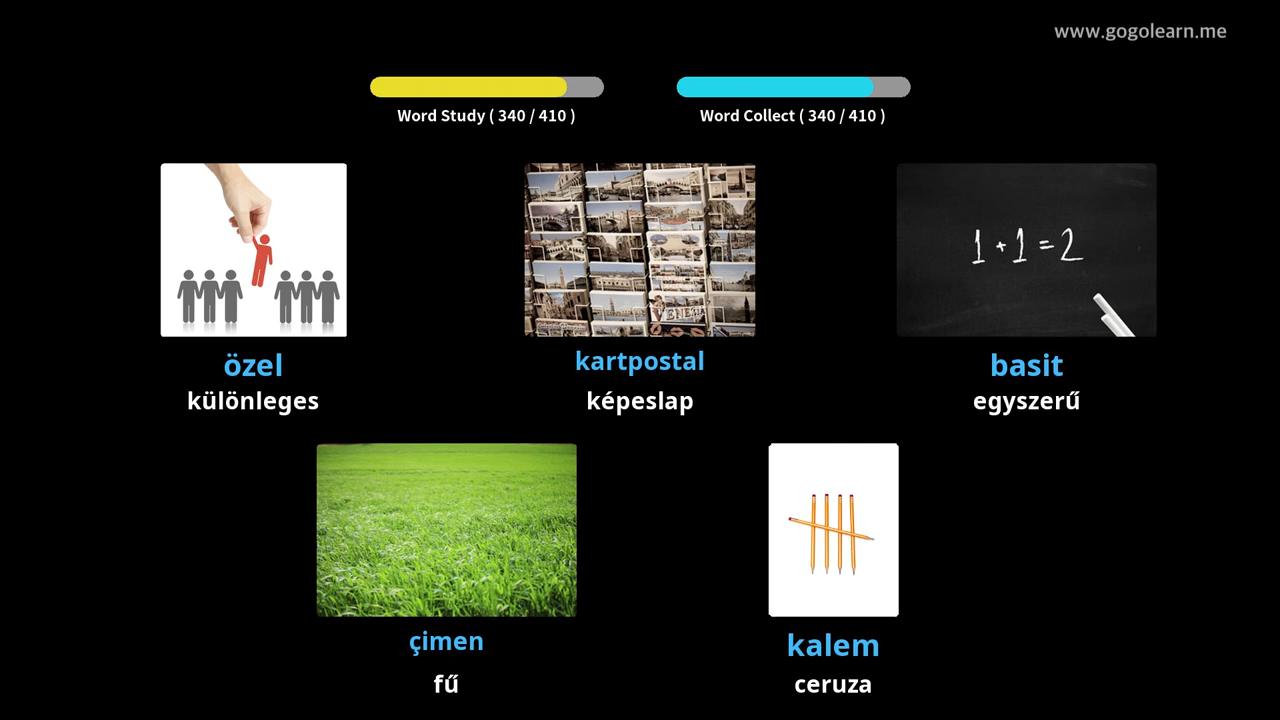 www.gogolearn.me
Word Study ( 340 / 410 )
Word Collect ( 340 / 410 )
1 + 1 = 2
özel
kartpostal
basit
különleges
képeslap
egyszerű
çimen
kalem
fű
ceruza